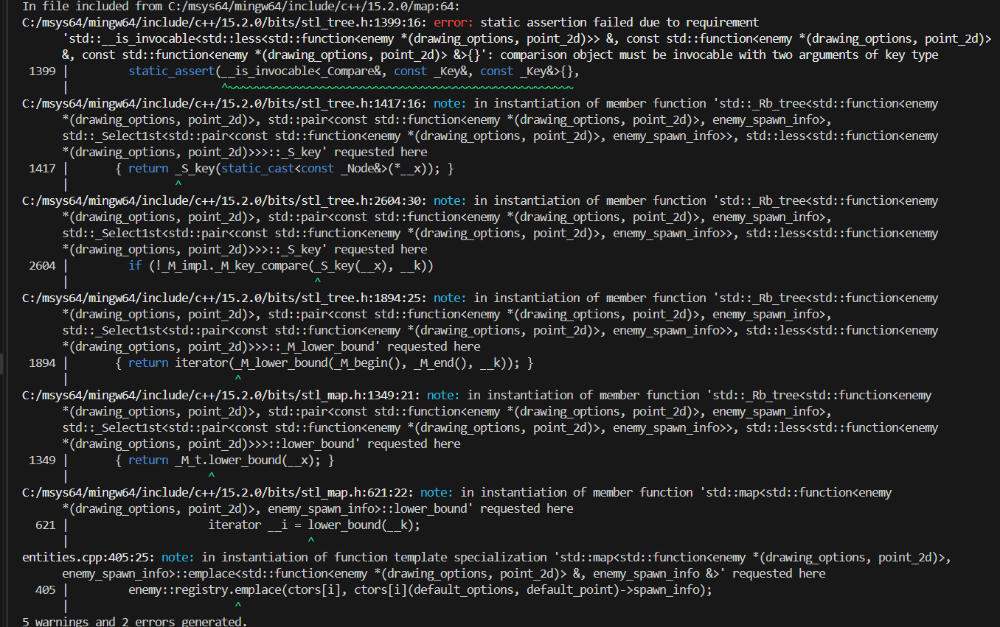 In file included from C:/msys64/mingw64/include/c++/15.2.0/map:64:
C:/msys64/mingw64/include/c++/15.2.0/bits/stl_tree.h:1399:16: error: static assertion failed due to requirement
'std::__is_invocable<std::less<std::function<enemy *(drawing_options, point_2d)>> &, const std::function<enemy *(drawing_options, point_2d)>
&, const std::function<enemy *(drawing_options, point_2d)> &>{}': comparison object must be invocable with two arguments of key type
1399 |         static_assert(__is_invocable<_Compare&, const _Key&, const _Key&>{},
|                       ^~~~~~~~~~~~~~~~~~~~~~~~~~~~~~~~~~~~~~~~~~~~~~~~~~~~~
C:/msys64/mingw64/include/c++/15.2.0/bits/stl_tree.h:1417:16: note: in instantiation of member function 'std::_Rb_tree<std::function<enemy
*(drawing_options, point_2d)>, std::pair<const std::function<enemy *(drawing_options, point_2d)>, enemy_spawn_info>,
std::_Select1st<std::pair<const std::function<enemy *(drawing_options, point_2d)>, enemy_spawn_info>>, std::less<std::function<enemy
*(drawing_options, point_2d)>>>::_S_key' requested here
1417 |       { return _S_key(static_cast<const _Node&>(*__x)); }
|                ^
C:/msys64/mingw64/include/c++/15.2.0/bits/stl_tree.h:2604:30: note: in instantiation of member function 'std::_Rb_tree<std::function<enemy
*(drawing_options, point_2d)>, std::pair<const std::function<enemy *(drawing_options, point_2d)>, enemy_spawn_info>,
std::_Select1st<std::pair<const std::function<enemy *(drawing_options, point_2d)>, enemy_spawn_info>>, std::less<std::function<enemy
*(drawing_options, point_2d)>>>::_S_key' requested here
2604 |         if (!_M_impl._M_key_compare(_S_key(__x), __k))
|                                     ^
C:/msys64/mingw64/include/c++/15.2.0/bits/stl_tree.h:1894:25: note: in instantiation of member function 'std::_Rb_tree<std::function<enemy
*(drawing_options, point_2d)>, std::pair<const std::function<enemy *(drawing_options, point_2d)>, enemy_spawn_info>,
std::_Select1st<std::pair<const std::function<enemy *(drawing_options, point_2d)>, enemy_spawn_info>>, std::less<std::function<enemy
*(drawing_options, point_2d)>>>::_M_lower_bound' requested here
1894 |       { return iterator(_M_lower_bound(_M_begin(), _M_end(), __k)); }
|                         ^
C:/msys64/mingw64/include/c++/15.2.0/bits/stl_map.h:1349:21: note: in instantiation of member function 'std::_Rb_tree<std::function<enemy
*(drawing_options, point_2d)>, std::pair<const std::function<enemy *(drawing_options, point_2d)>, enemy_spawn_info>,
std::_Select1st<std::pair<const std::function<enemy *(drawing_options, point_2d)>, enemy_spawn_info>>, std::less<std::function<enemy
*(drawing_options, point_2d)>>>::lower_bound' requested here
1349 |       { return _M_t.lower_bound(__x); }
|                     ^
C:/msys64/mingw64/include/c++/15.2.0/bits/stl_map.h:621:22: note: in instantiation of member function 'std::map<std::function<enemy
*(drawing_options, point_2d)>, enemy_spawn_info>::lower_bound' requested here
621 |                     iterator __i = lower_bound(__k);
|                                    ^
entities.cpp:405:25: note: in instantiation of function template specialization 'std::map<std::function<enemy *(drawing_options, point_2d)>,
enemy_spawn_info>::emplace<std::function<enemy *(drawing_options, point_2d)> &, enemy_spawn_info &>' requested here
405 |         enemy::registry.emplace(ctors[i], ctors[i](default_options, default_point)->spawn_info);
|                         ^
5 warnings and 2 errors generated.